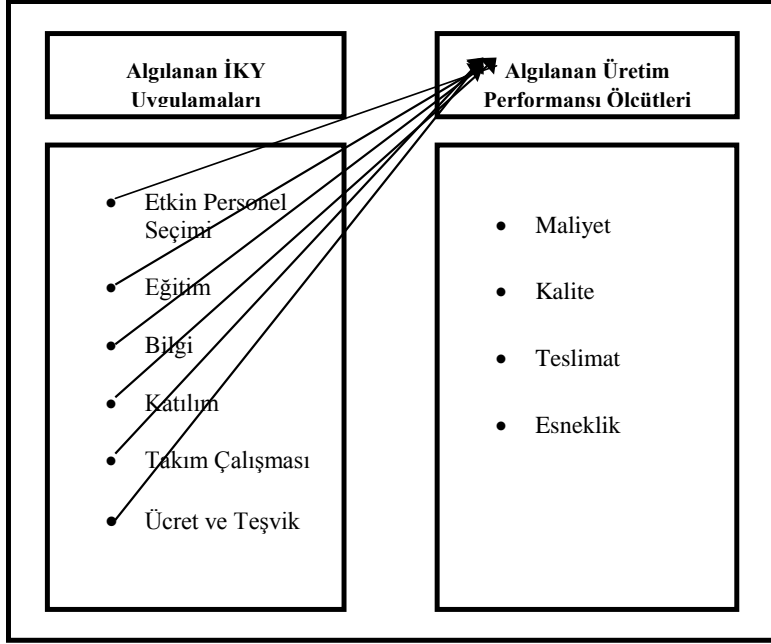 Algılanan İKY
Uygulamaları
Algılanan Üretim
Performansı Ölçütleri
• Etkin Personel
Seçimi
• Eğitim
• Bilgi
• Katılım
• Takım Çalışması
• Ücret ve Teşvik
• Maliyet
• Kalite
• Teslimat
• Esneklik